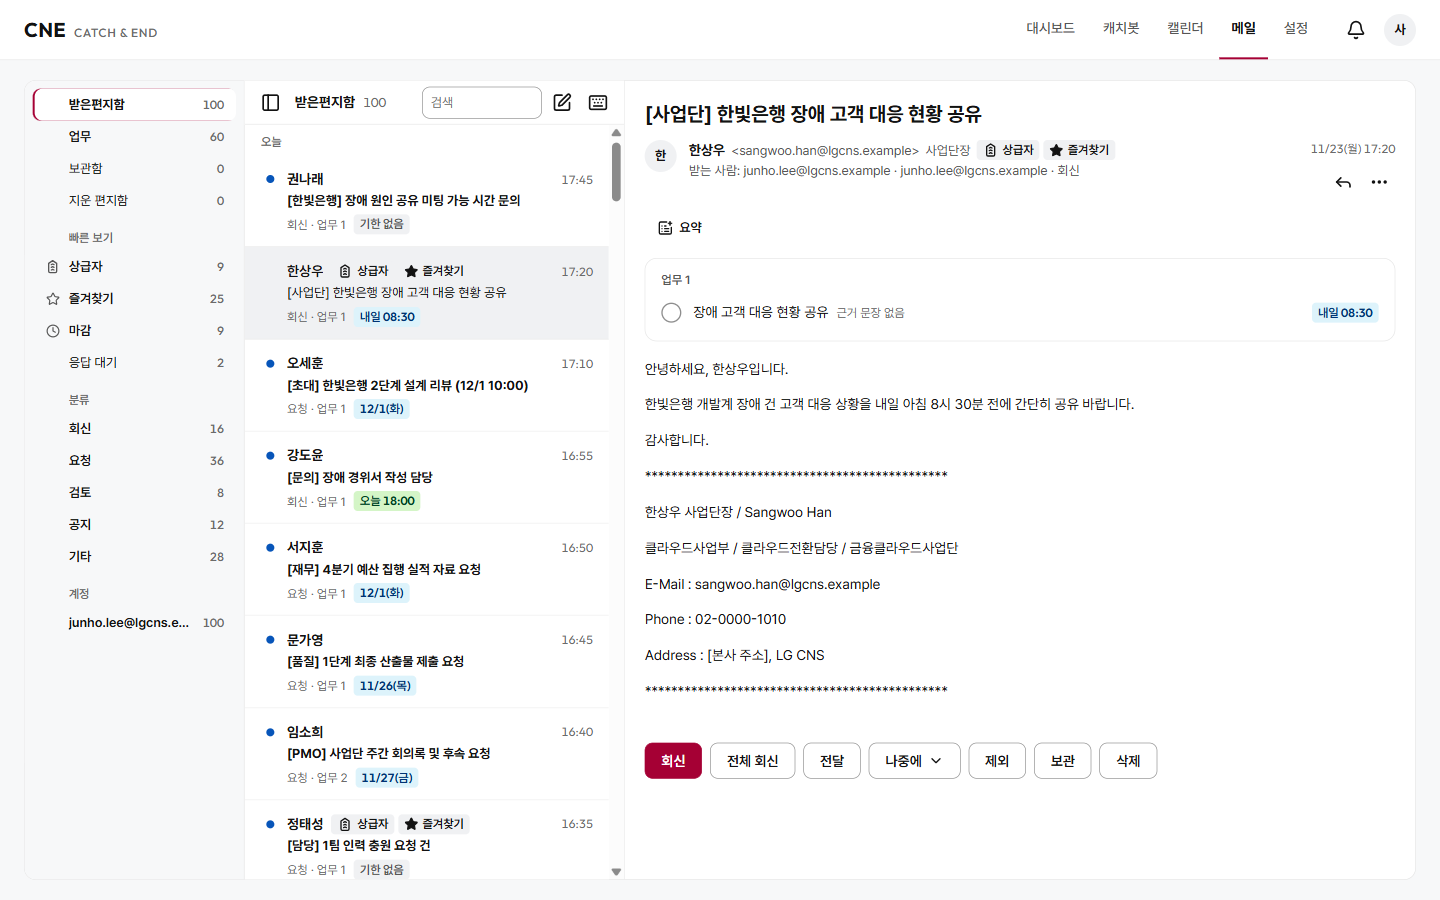 CNE CATCH & END
대시보드 캐치봇 캘린더 메일 설정 사
받은편지함 100
업무 60
보관함 0
지운 편지함 0
빠른 보기
상급자 9
즐겨찾기 25
마감 9
응답 대기 2
분류
회신 16
요청 36
검토 8
공지 12
기타 28
계정
junho.lee@lgcns.e... 100
받은편지함 100 검색
오늘
권나래 17:45
[한빛은행] 장애 원인 공유 미팅 가능 시간 문의
회신 · 업무 1 기한 없음
한상우 상급자 즐겨찾기 17:20
[사업단] 한빛은행 장애 고객 대응 현황 공유
회신 · 업무 1 내일 08:30
오세훈 17:10
[초대] 한빛은행 2단계 설계 리뷰 (12/1 10:00)
요청 · 업무 1 12/1(화)
강도윤 16:55
[문의] 장애 경위서 작성 담당
회신 · 업무 1 오늘 18:00
서지훈 16:50
[재무] 4분기 예산 집행 실적 자료 요청
요청 · 업무 1 12/1(화)
문가영 16:45
[품질] 1단계 최종 산출물 제출 요청
요청 · 업무 1 11/26(목)
임소희 16:40
[PMO] 사업단 주간 회의록 및 후속 요청
요청 · 업무 2 11/27(금)
정태성 상급자 즐겨찾기 16:35
[담당] 1팀 인력 충원 요청 건
요청 · 업무 1 기한 없음
[사업단] 한빛은행 장애 고객 대응 현황 공유
한 한상우 <sangwoo.han@lgcns.example> 사업단장 상급자 즐겨찾기 11/23(월) 17:20
받는 사람: junho.lee@lgcns.example · junho.lee@lgcns.example · 회신
요약
업무 1
장애 고객 대응 현황 공유 근거 문장 없음 내일 08:30
안녕하세요, 한상우입니다.
한빛은행 개발계 장애 건 고객 대응 상황을 내일 아침 8시 30분 전에 간단히 공유 바랍니다.
감사합니다.
**********************************************
한상우 사업단장 / Sangwoo Han
클라우드사업부 / 클라우드전환담당 / 금융클라우드사업단
E-Mail : sangwoo.han@lgcns.example
Phone : 02-0000-1010
Address : [본사 주소], LG CNS
**********************************************
회신 전체 회신 전달 나중에 제외 보관 삭제